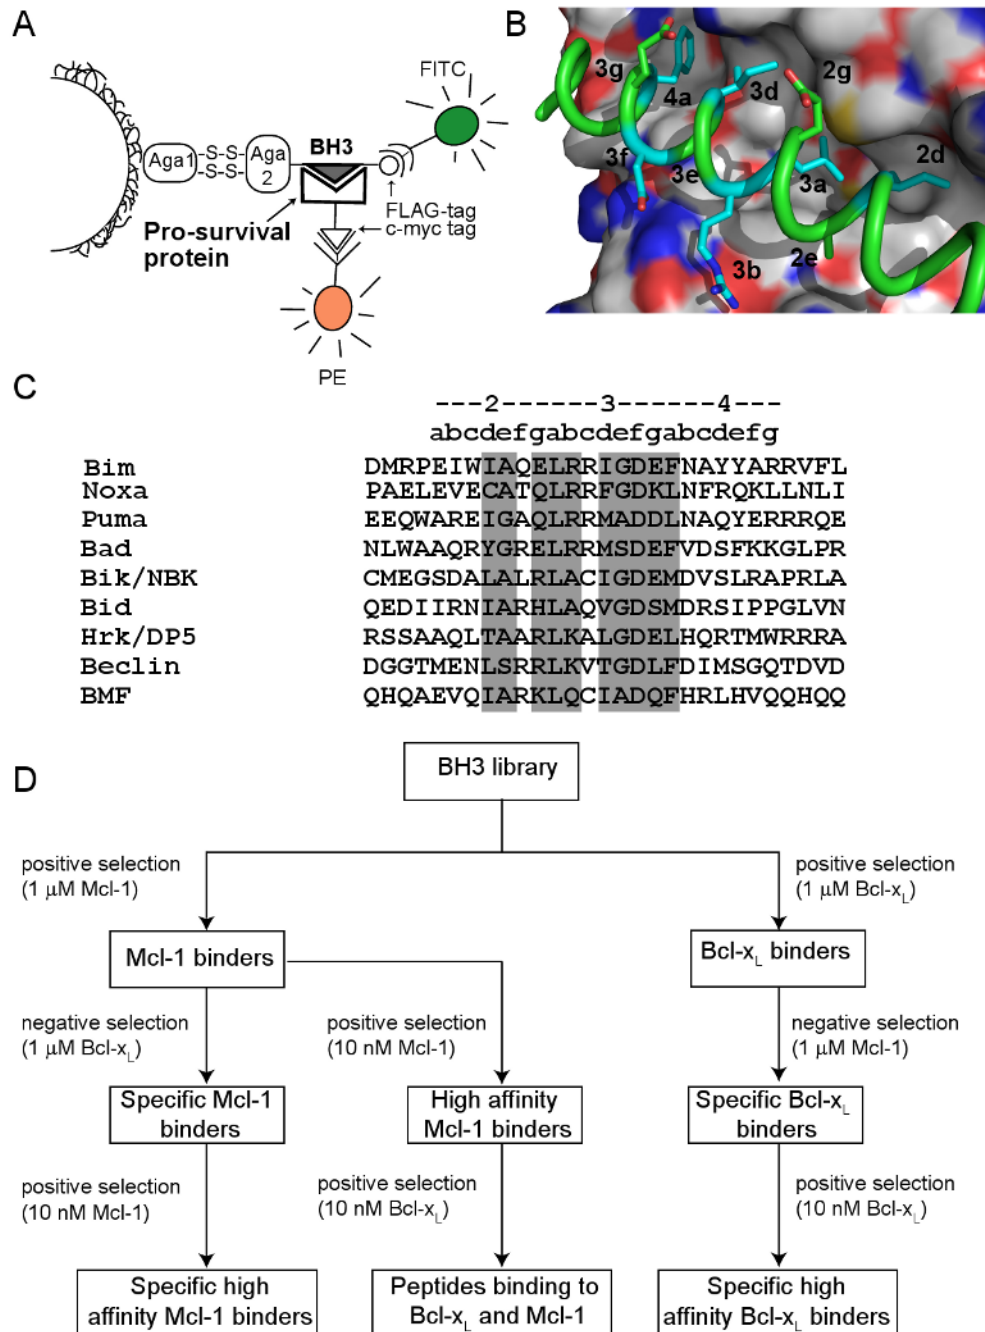 A
FITC
Aga1
S-S
S-S
Aga
2
BH3
FLAG-tag
c-myc tag
Pro-survival
protein
PE
B
3g
4a
3d
2g
3f
3e
3a
2d
3b
2e
C
---2------3------4---
abcdefgabcdefgabcdefg
Bim DMRPEIWIAQELRRIGDEFNAYYARRVFL
Noxa PAELEVECATQLRRFGDKLNFRQKLLNLI
Puma EEQWAREIGAQLRRMADDLNAQYERRRQE
Bad NLWAAQRYGRELRRMSDEFVDSFKKGLPR
Bik/NBK CMEGSDALALRLACIGDEMDVSLRAPRLA
Bid QEDIIRNIARHLAQVGDSMDRSIPPGLVN
Hrk/DP5 RSSAAQLTAARLKALGDELHQRTMWRRRA
Beclin DGGTMENLSRRLKVTGDLFDIMSGQTDVD
BMF QHQAEVQIARKLQCIADQFHRLHVQQHQQ
D
BH3 library
positive selection
(1 μM Mcl-1)
positive selection
(1 μM Bcl-xL)
Mcl-1 binders
Bcl-xL binders
negative selection
(1 μM Bcl-xL)
positive selection
(10 nM Mcl-1)
negative selection
(1 μM Mcl-1)
Specific Mcl-1
binders
High affinity
Mcl-1 binders
Specific Bcl-xL
binders
positive selection
(10 nM Mcl-1)
positive selection
(10 nM Bcl-xL)
positive selection
(10 nM Bcl-xL)
Specific high
affinity Mcl-1 binders
Peptides binding to
Bcl-xL and Mcl-1
Specific high
affinity Bcl-xL binders